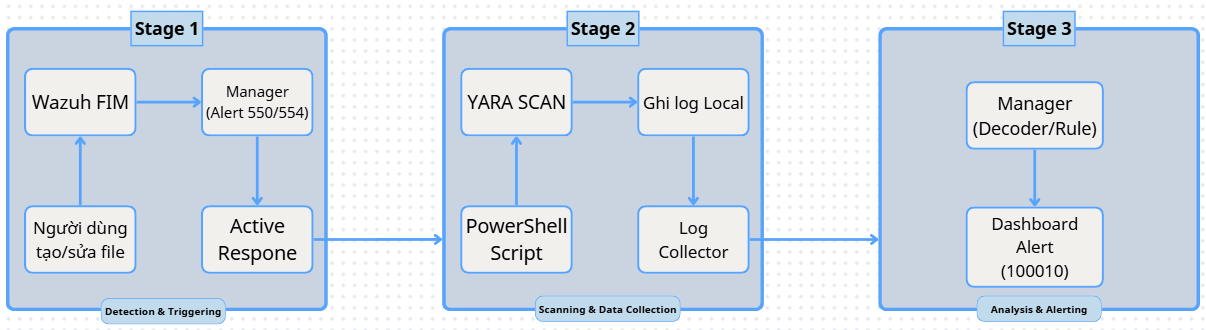 Stage 1
Wazuh FIM
Manager
(Alert 550/554)
Người dùng
tạo/sửa file
Active
Respone
Detection & Triggering
Stage 2
YARA SCAN
Ghi log Local
PowerShell
Script
Log
Collector
Scanning & Data Collection
Stage 3
Manager
(Decoder/Rule)
Dashboard
Alert
(100010)
Analysis & Alerting